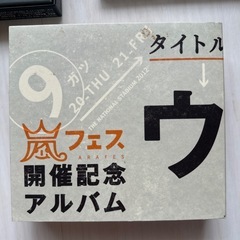 9
ガツ
20-THU 21-FRI
THE NATIONAL STADIUM 2012
タイトル
ウ
嵐フェス
ARAFES
開催記念
アルバム